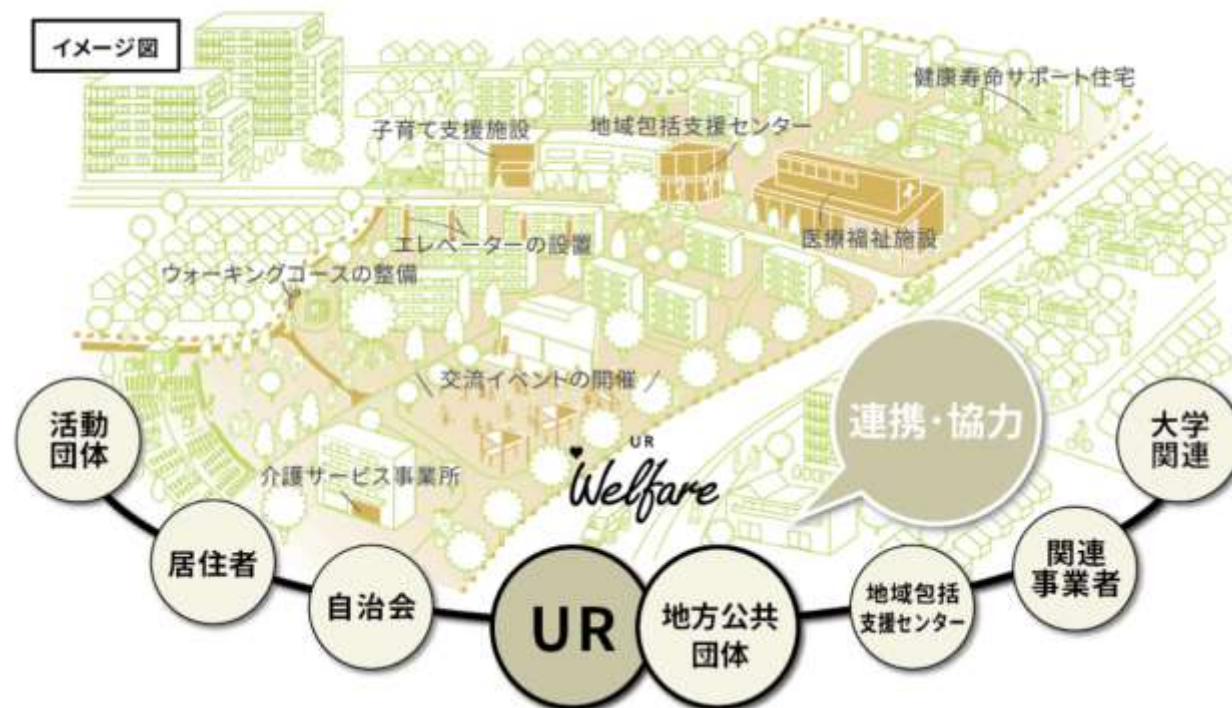 イメージ図
健康寿命サポート住宅
子育て支援施設
地域包括支援センター
エレベーターの設置
医療福祉施設
ウォーキングコースの整備
交流イベントの開催
介護サービス事業所
UR
Welfare
連携・協力
活動
団体
居住者
自治会
UR
地方公共
団体
地域包括
支援センター
関連
事業者
大学
関連